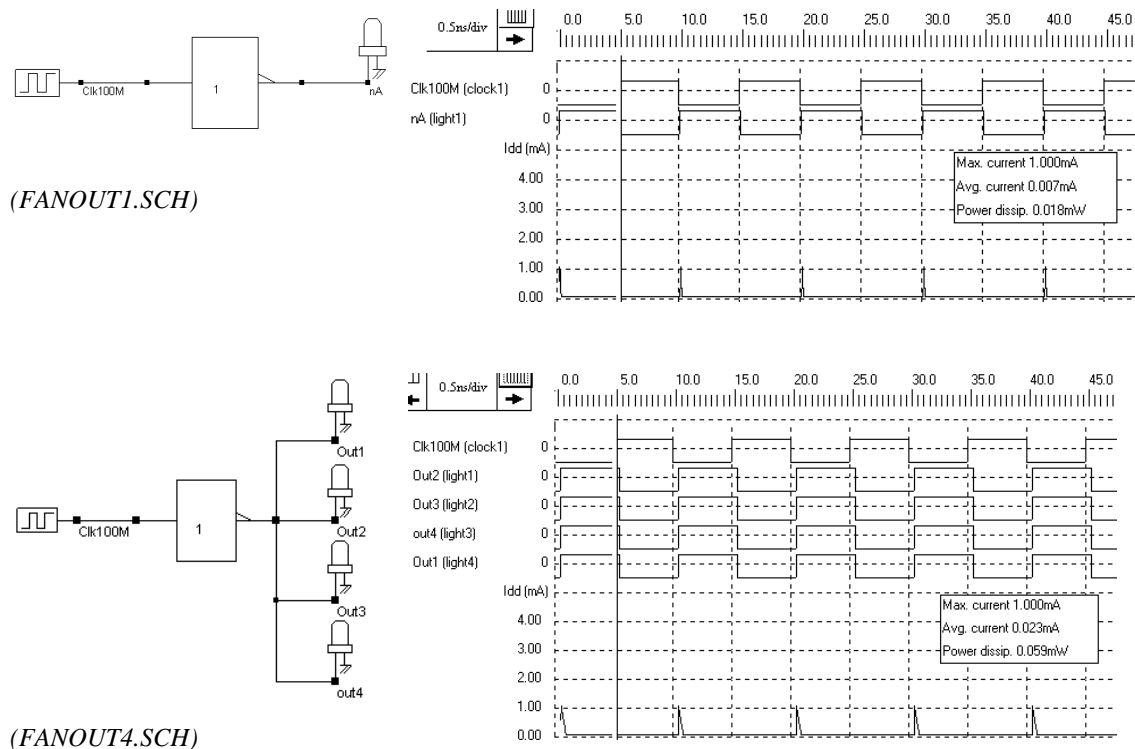 0.5ns/div
0.0 5.0 10.0 15.0 20.0 25.0 30.0 35.0 40.0 45.0
Clk100M
1
nA
Clk100M (clock1) 0
nA (light1) 0
Idd (mA)
4.00
3.00
2.00
1.00
0.00
Max. current 1.000mA
Avg. current 0.007mA
Power dissip. 0.018mW
(FANOUT1.SCH)
0.5ns/div
0.0 5.0 10.0 15.0 20.0 25.0 30.0 35.0 40.0 45.0
Out1
Clk100M
1
Out2
Out3
out4
Clk100M (clock1) 0
Out2 (light1) 0
Out3 (light2) 0
out4 (light3) 0
Out1 (light4) 0
Idd (mA)
4.00
3.00
2.00
1.00
0.00
Max. current 1.000mA
Avg. current 0.023mA
Power dissip. 0.059mW
(FANOUT4.SCH)